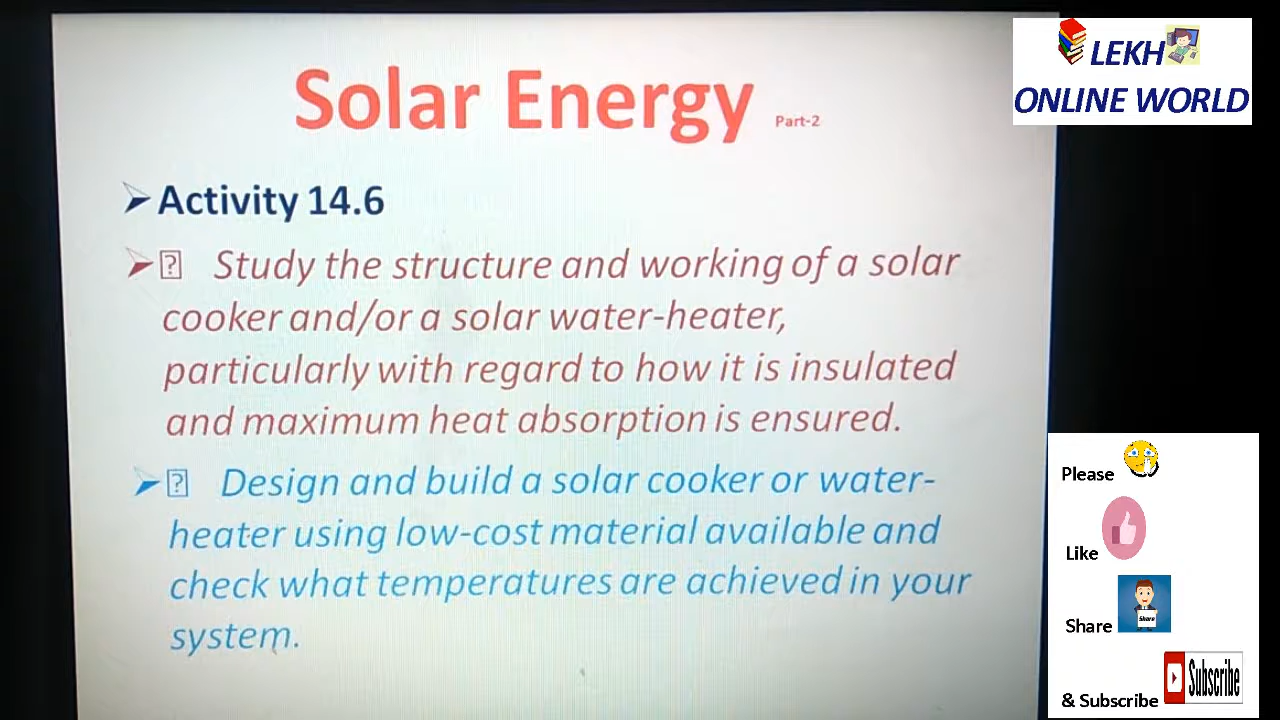 Solar Energy Part-2
Activity 14.6
Study the structure and working of a solar
cooker and/or a solar water-heater,
particularly with regard to how it is insulated
and maximum heat absorption is ensured.
Design and build a solar cooker or water-
heater using low-cost material available and
check what temperatures are achieved in your
system.
LEKH
ONLINE WORLD
Please
Like
Share
Share
& Subscribe
Subscribe